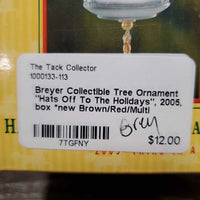 The Tack Collector
1000133-113
Breyer Collectible Tree Ornament
"Hats Off To The Holidays", 2005,
box *new Brown/Red/Multi
Grey
7TGFNY
$12.00